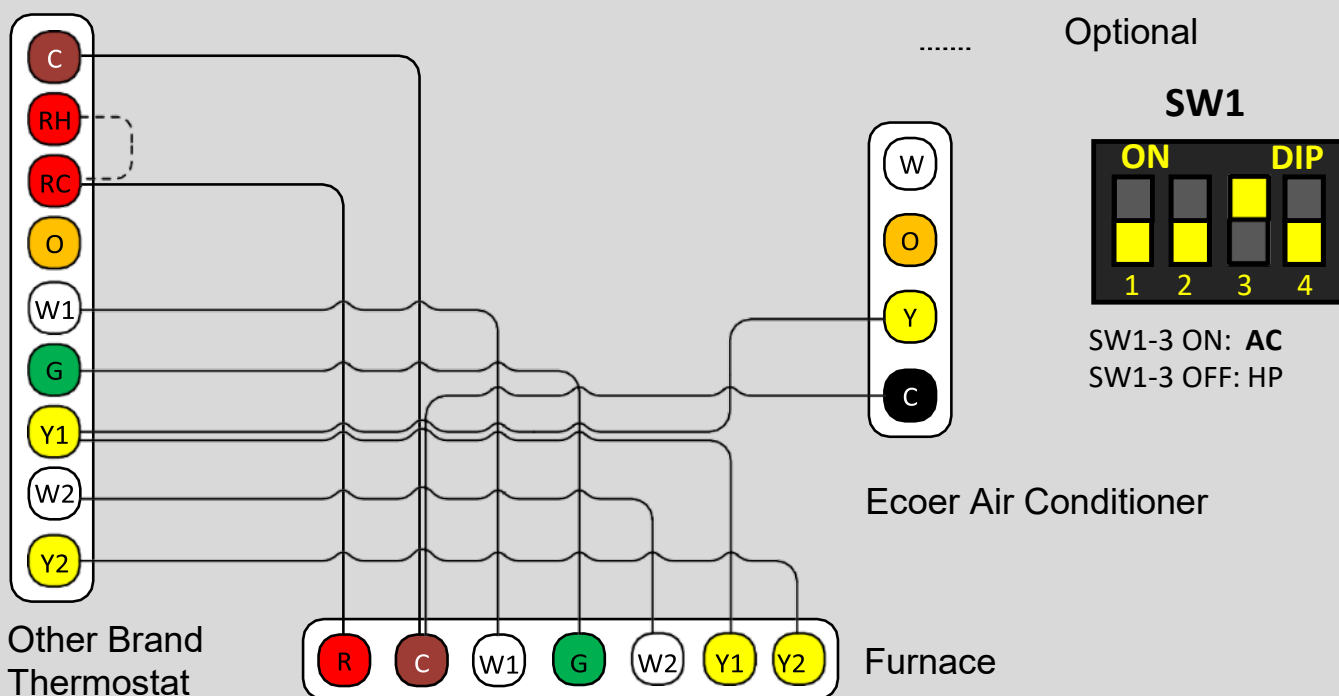 C
RH
RC
O
W1
G
Y1
W2
Y2
Other Brand
Thermostat
R C W1 G W2 Y1 Y2
Furnace
W
O
Y
C
Ecoer Air Conditioner
Optional
SW1
ON DIP
1 2 3 4
SW1-3 ON: AC
SW1-3 OFF: HP